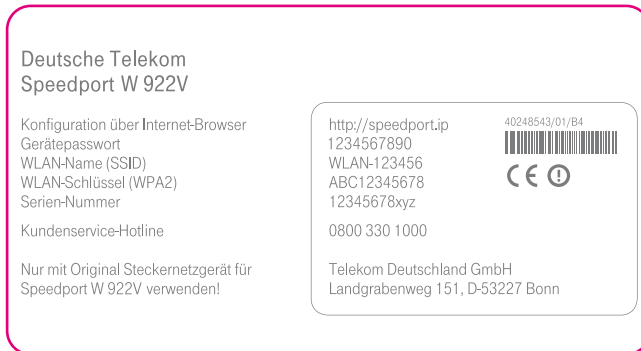 Deutsche Telekom
Speedport W 922V
Konfiguration über Internet-Browser http://speedport.ip
Gerätepasswort 1234567890
WLAN-Name (SSID) WLAN-123456
WLAN-Schlüssel (WPA2) ABC12345678
Serien-Nummer 12345678xyz
Kundenservice-Hotline 0800 330 1000
Nur mit Original Steckernetzgerät für
Speedport W 922V verwenden!
40248543/01/B4
CE
Telekom Deutschland GmbH
Landgrabenweg 151, D-53227 Bonn